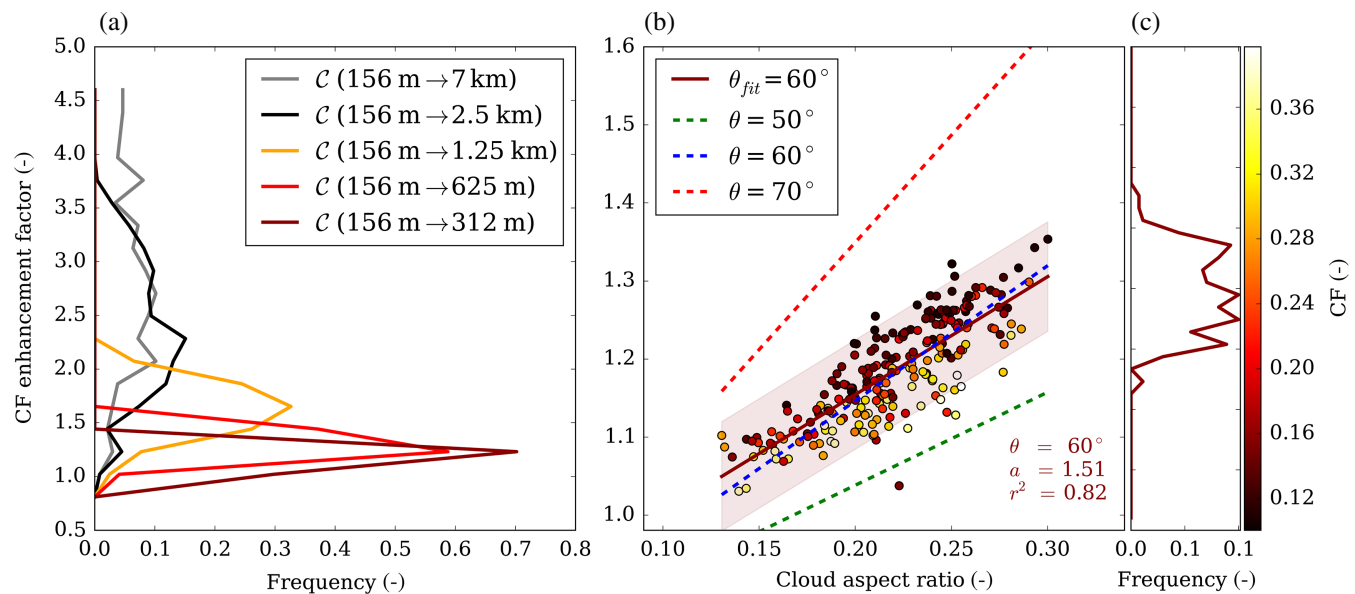 (a)
(b)
(c)
5.0
4.5
4.0
3.5
3.0
2.5
2.0
1.5
1.0
0.5
CF enhancement factor (-)
𝒞 (156 m→7 km)
𝒞 (156 m→2.5 km)
𝒞 (156 m→1.25 km)
𝒞 (156 m→625 m)
𝒞 (156 m→312 m)
0.0 0.1 0.2 0.3 0.4 0.5 0.6 0.7 0.8
Frequency (-)
1.6
1.5
1.4
1.3
1.2
1.1
1.0
θ_fit = 60°
θ = 50°
θ = 60°
θ = 70°
θ = 60°
a = 1.51
r² = 0.82
0.10 0.15 0.20 0.25 0.30
Cloud aspect ratio (-)
0.0 0.1 0.1
Frequency (-)
0.36
0.32
0.28
0.24
0.20
0.16
0.12
CF (-)